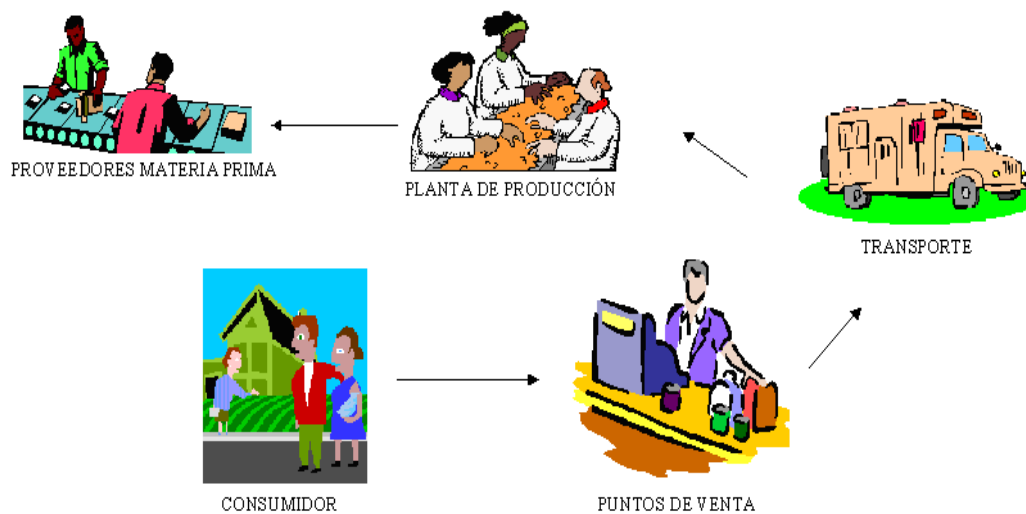 PROVEEDORES MATERIA PRIMA
PLANTA DE PRODUCCIÓN
TRANSPORTE
CONSUMIDOR
PUNTOS DE VENTA